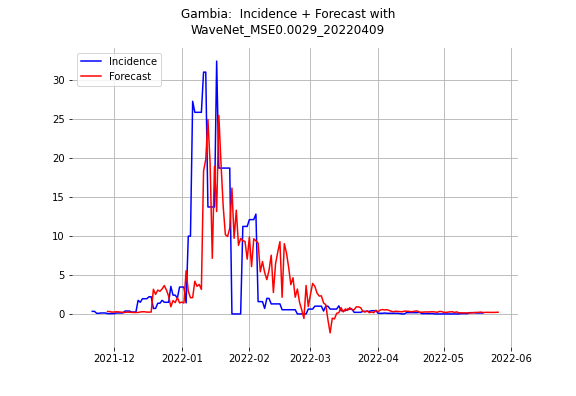 Gambia:  Incidence + Forecast with
WaveNet_MSE0.0029_20220409
Incidence
Forecast
30
25
20
15
10
5
0
2021-12 2022-01 2022-02 2022-03 2022-04 2022-05 2022-06